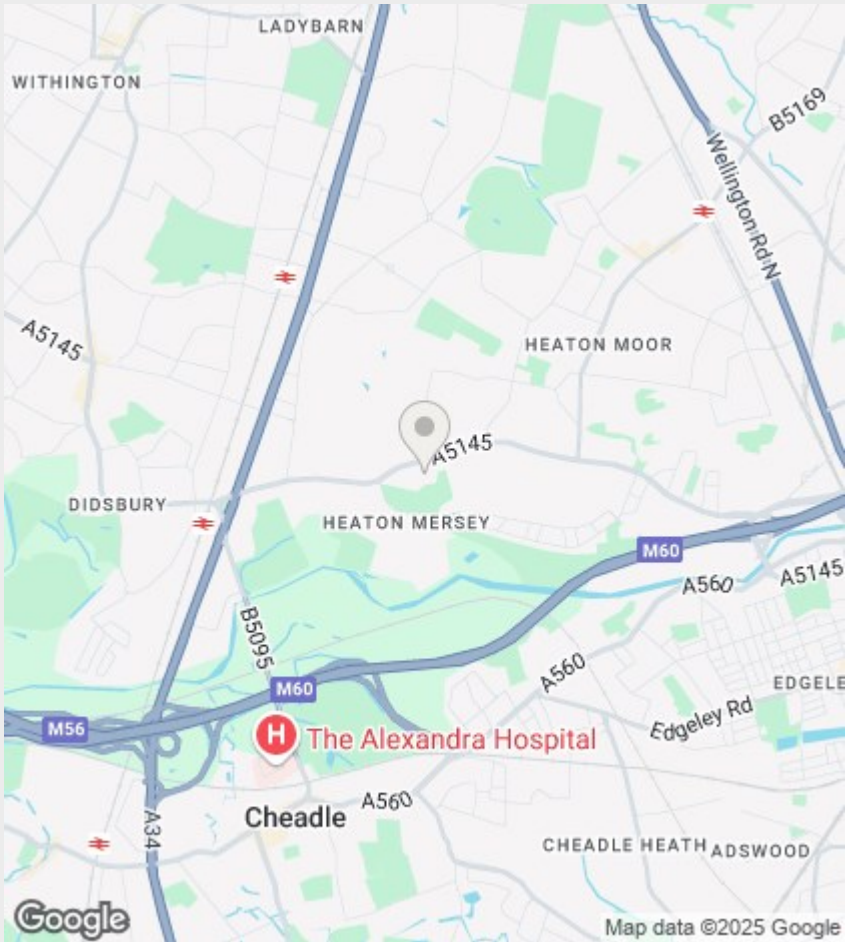 LADYBARN
WITHINGTON
B5169
Wellington Rd N
A5145
HEATON MOOR
A5145
DIDSBURY
HEATON MERSEY
M60
A560
A5145
B5095
A560
EDGELE
M60
Edgeley Rd
M56
H
The Alexandra Hospital
A560
Cheadle
A34
CHEADLE HEATH
ADSWOOD
Google
Map data ©2025 Google